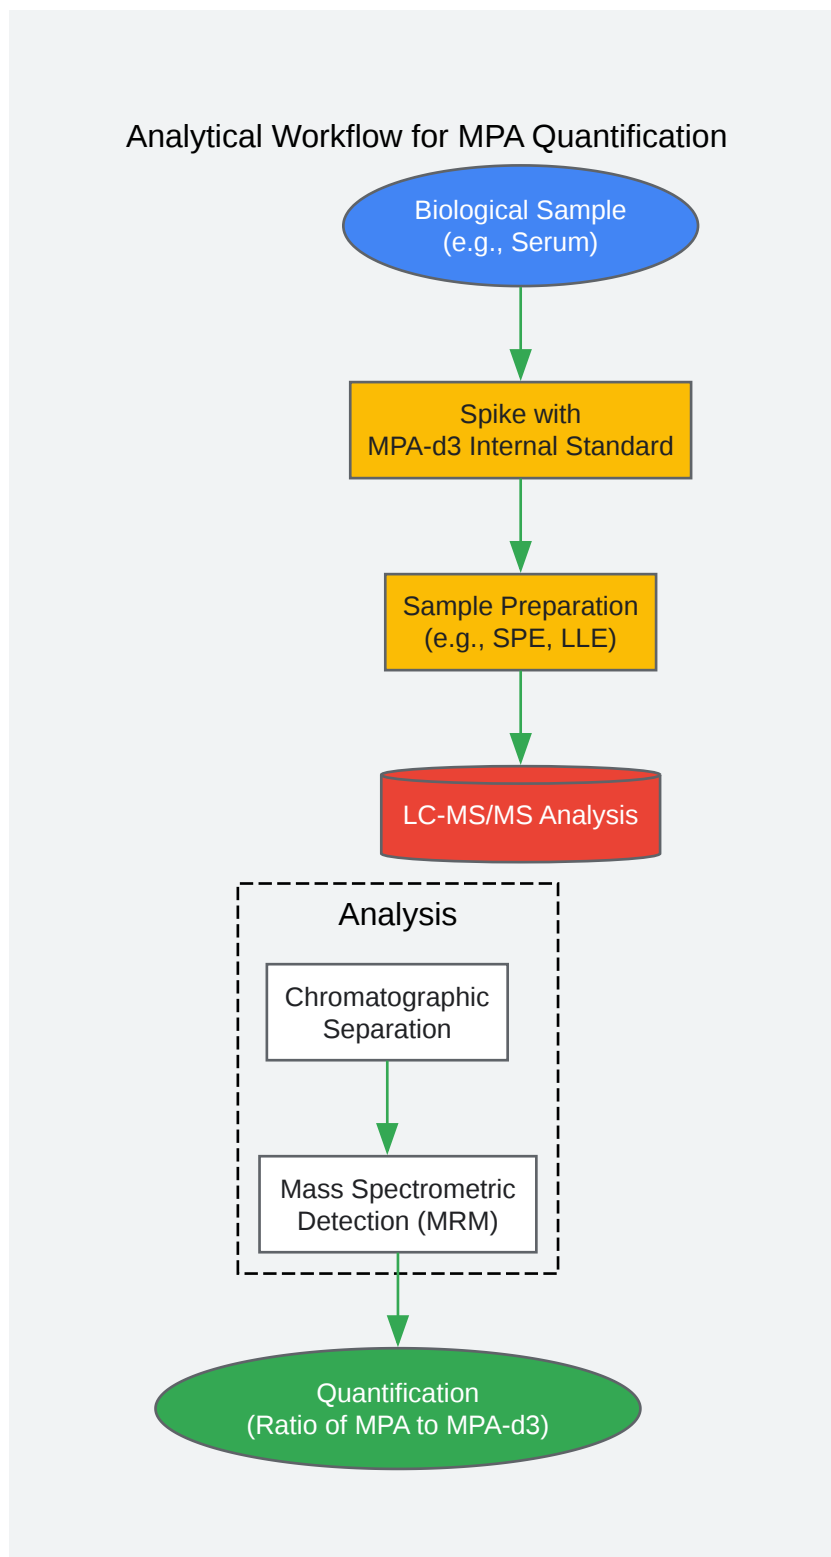 Analytical Workflow for MPA Quantification
Biological Sample
(e.g., Serum)
Spike with
MPA-d3 Internal Standard
Sample Preparation
(e.g., SPE, LLE)
LC-MS/MS Analysis
Analysis
Chromatographic
Separation
Mass Spectrometric
Detection (MRM)
Quantification
(Ratio of MPA to MPA-d3)